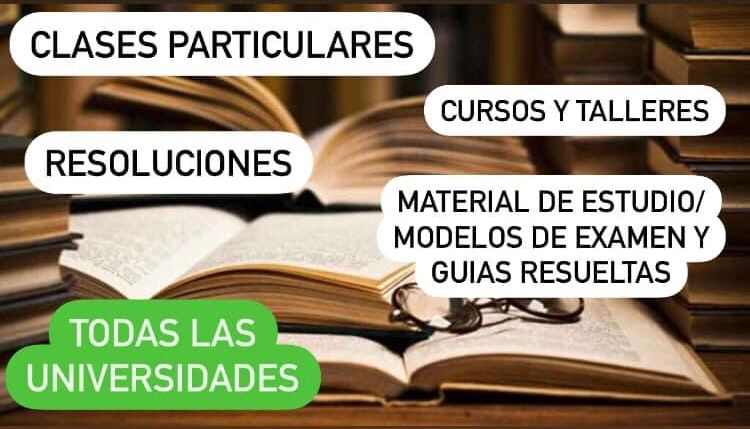 CLASES PARTICULARES
CURSOS Y TALLERES
RESOLUCIONES
MATERIAL DE ESTUDIO/
MODELOS DE EXAMEN Y
GUIAS RESUELTAS
TODAS LAS
UNIVERSIDADES